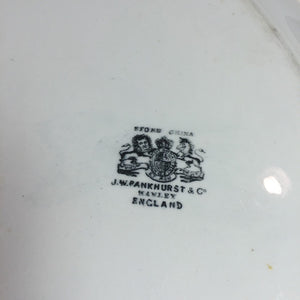 STONE CHINA
J.W.PANKHURST & Co
HANLEY
ENGLAND